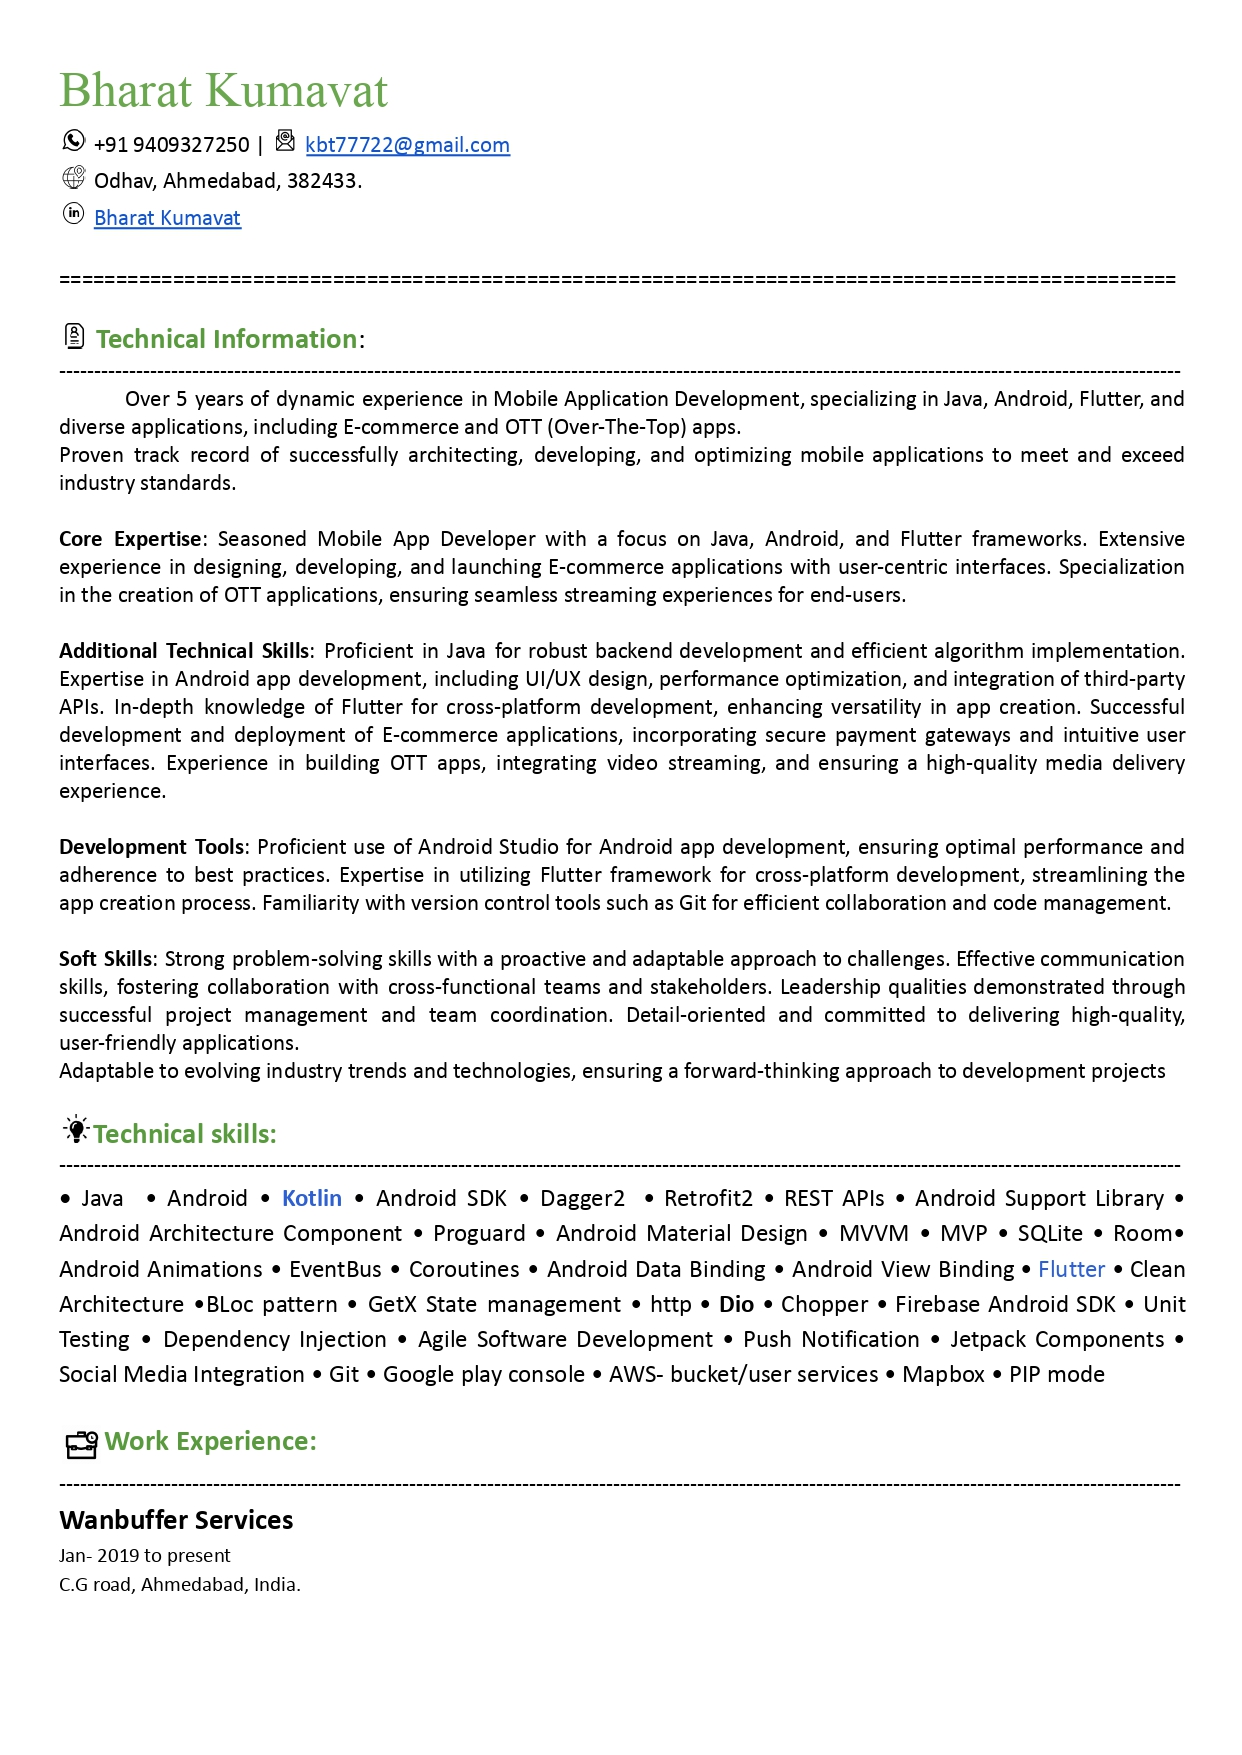 Bharat Kumavat
+91 9409327250 | kbt77722@gmail.com
Odhav, Ahmedabad, 382433.
in Bharat Kumavat
==================================================================================================
Technical Information:
----------------------------------------------------------------------------------------------------------------------------------------------------------------
Over 5 years of dynamic experience in Mobile Application Development, specializing in Java, Android, Flutter, and
diverse applications, including E-commerce and OTT (Over-The-Top) apps.
Proven track record of successfully architecting, developing, and optimizing mobile applications to meet and exceed
industry standards.
Core Expertise: Seasoned Mobile App Developer with a focus on Java, Android, and Flutter frameworks. Extensive
experience in designing, developing, and launching E-commerce applications with user-centric interfaces. Specialization
in the creation of OTT applications, ensuring seamless streaming experiences for end-users.
Additional Technical Skills: Proficient in Java for robust backend development and efficient algorithm implementation.
Expertise in Android app development, including UI/UX design, performance optimization, and integration of third-party
APIs. In-depth knowledge of Flutter for cross-platform development, enhancing versatility in app creation. Successful
development and deployment of E-commerce applications, incorporating secure payment gateways and intuitive user
interfaces. Experience in building OTT apps, integrating video streaming, and ensuring a high-quality media delivery
experience.
Development Tools: Proficient use of Android Studio for Android app development, ensuring optimal performance and
adherence to best practices. Expertise in utilizing Flutter framework for cross-platform development, streamlining the
app creation process. Familiarity with version control tools such as Git for efficient collaboration and code management.
Soft Skills: Strong problem-solving skills with a proactive and adaptable approach to challenges. Effective communication
skills, fostering collaboration with cross-functional teams and stakeholders. Leadership qualities demonstrated through
successful project management and team coordination. Detail-oriented and committed to delivering high-quality,
user-friendly applications.
Adaptable to evolving industry trends and technologies, ensuring a forward-thinking approach to development projects
Technical skills:
----------------------------------------------------------------------------------------------------------------------------------------------------------------
• Java • Android • Kotlin • Android SDK • Dagger2 • Retrofit2 • REST APIs • Android Support Library •
Android Architecture Component • Proguard • Android Material Design • MVVM • MVP • SQLite • Room•
Android Animations • EventBus • Coroutines • Android Data Binding • Android View Binding • Flutter • Clean
Architecture •BLoc pattern • GetX State management • http • Dio • Chopper • Firebase Android SDK • Unit
Testing • Dependency Injection • Agile Software Development • Push Notification • Jetpack Components •
Social Media Integration • Git • Google play console • AWS- bucket/user services • Mapbox • PIP mode
Work Experience:
----------------------------------------------------------------------------------------------------------------------------------------------------------------
Wanbuffer Services
Jan- 2019 to present
C.G road, Ahmedabad, India.